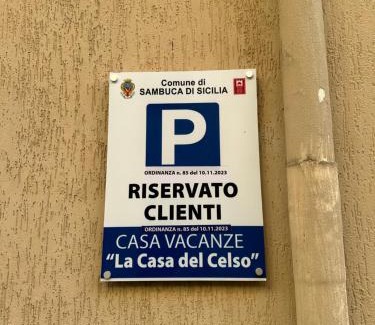 Comune di
SAMBUCA DI SICILIA
P
ORDINANZA n. 85 del 10.11.2023
RISERVATO
CLIENTI
ORDINANZA n. 85 del 10.11.2023
CASA VACANZE
“La Casa del Celso”